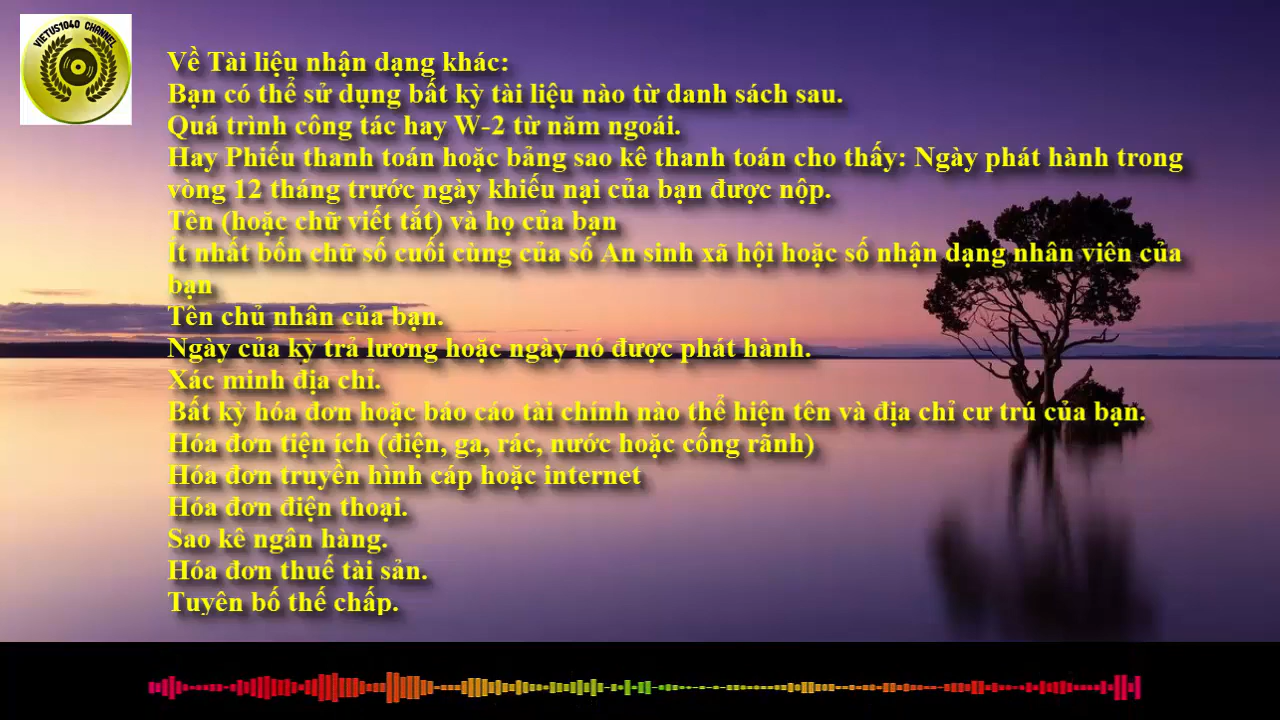 VIETUS1040 CHANNEL
Về Tài liệu nhận dạng khác:
Bạn có thể sử dụng bất kỳ tài liệu nào từ danh sách sau.
Quá trình công tác hay W-2 từ năm ngoái.
Hay Phiếu thanh toán hoặc bảng sao kê thanh toán cho thấy: Ngày phát hành trong
vòng 12 tháng trước ngày khiếu nại của bạn được nộp.
Tên (hoặc chữ viết tắt) và họ của bạn
Ít nhất bốn chữ số cuối cùng của số An sinh xã hội hoặc số nhận dạng nhân viên của
bạn
Tên chủ nhân của bạn.
Ngày của kỳ trả lương hoặc ngày nó được phát hành.
Xác minh địa chỉ.
Bất kỳ hóa đơn hoặc báo cáo tài chính nào thể hiện tên và địa chỉ cư trú của bạn.
Hóa đơn tiện ích (điện, ga, rác, nước hoặc cống rãnh)
Hóa đơn truyền hình cáp hoặc internet
Hóa đơn điện thoại.
Sao kê ngân hàng.
Hóa đơn thuế tài sản.
Tuyên bố thế chấp.